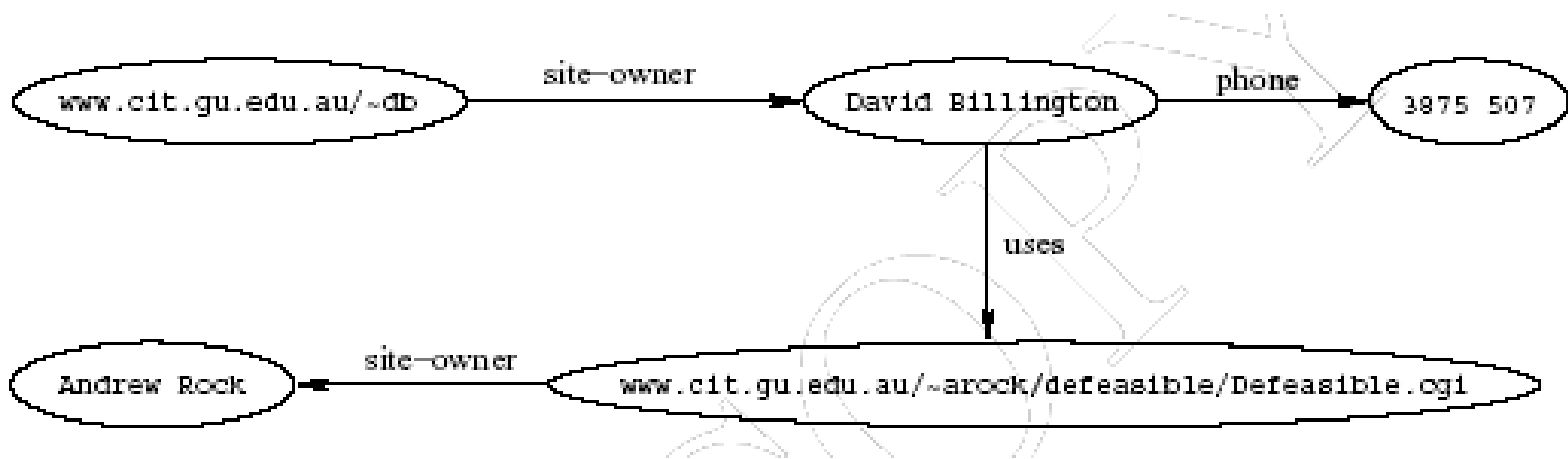 site-owner
phone
www.cit.gu.edu.au/~db
David Billington
3875 507
uses
site-owner
Andrew Rock
www.cit.gu.edu.au/~arock/defeasible/Defeasible.cgi